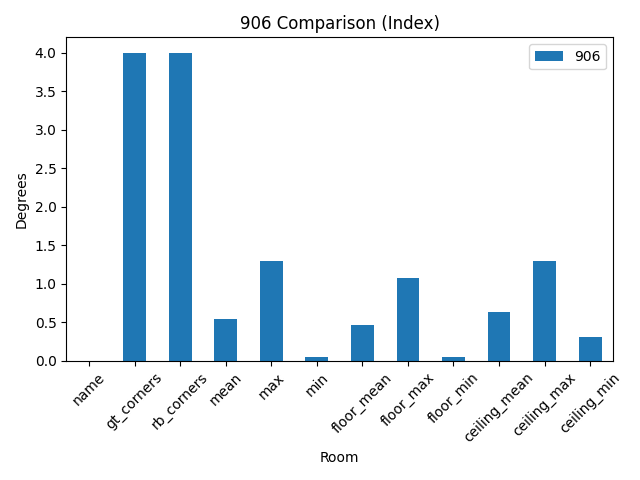 906 Comparison (Index)
906
Degrees
4.0
3.5
3.0
2.5
2.0
1.5
1.0
0.5
0.0
name
gt_corners
rb_corners
mean
max
min
floor_mean
floor_max
floor_min
ceiling_mean
ceiling_max
ceiling_min
Room